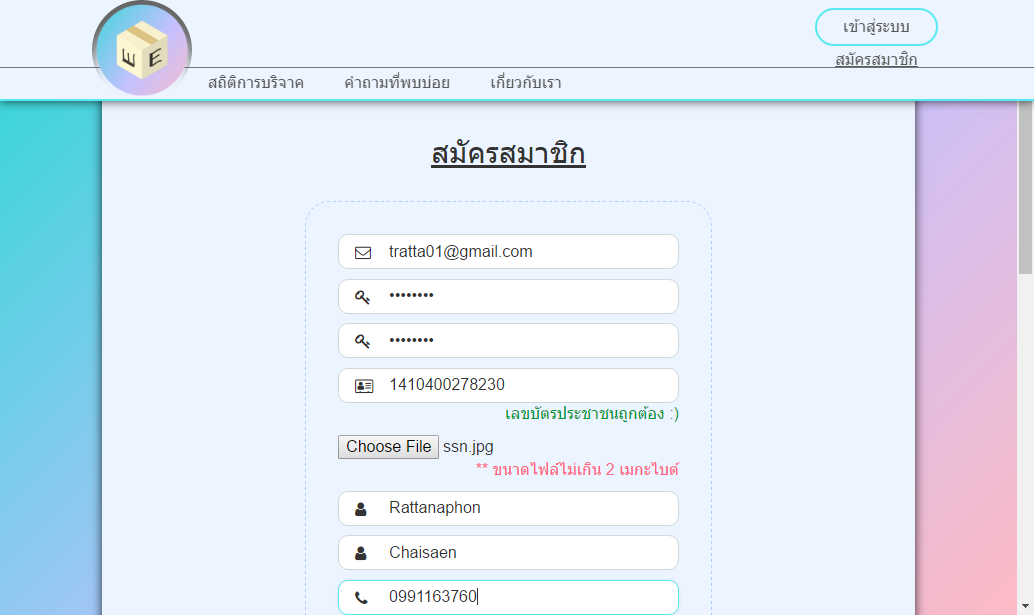 WE
เข้าสู่ระบบ
สมัครสมาชิก
สถิติการบริจาค คำถามที่พบบ่อย เกี่ยวกับเรา
สมัครสมาชิก
tratta01@gmail.com
••••••••
••••••••
1410400278230
เลขบัตรประชาชนถูกต้อง :)
Choose File ssn.jpg
** ขนาดไฟล์ไม่เกิน 2 เมกะไบต์
Rattanaphon
Chaisaen
0991163760